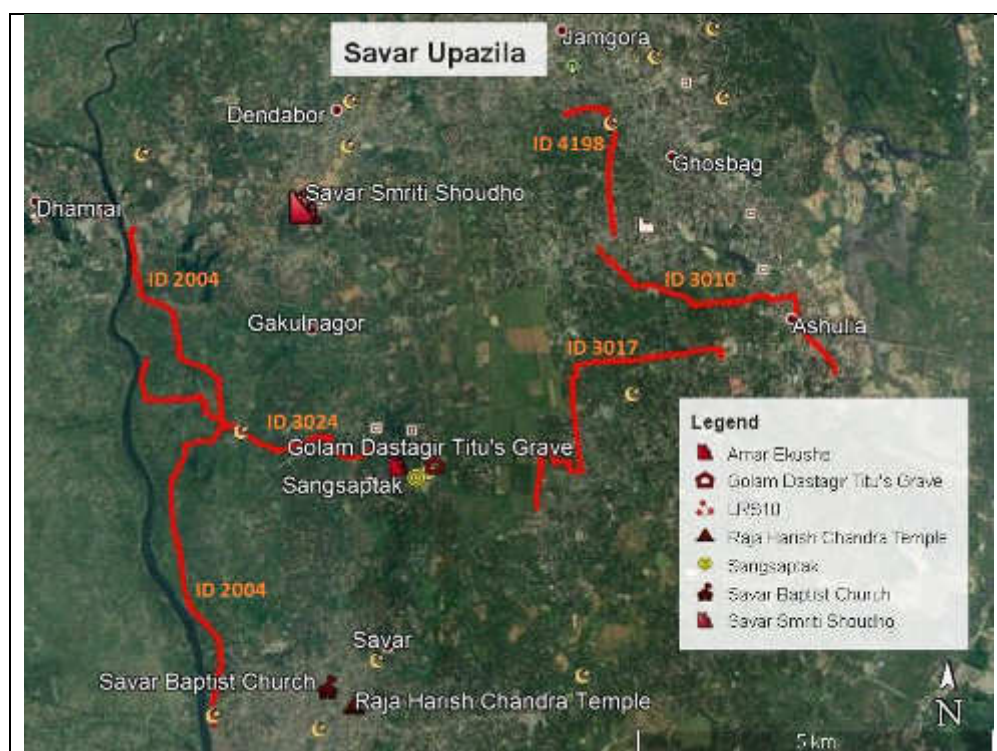 Savar Upazila
Jamgora
Dendabor
ID 4198
Ghosbag
Savar Smriti Shoudho
Dhamrai
ID 2004
ID 3010
Gakulnagor
Ashulia
ID 3017
ID 3024
Golam Dastagir Titu's Grave
Sangsaptak
ID 2004
Savar
Savar Baptist Church
Raja Harish Chandra Temple
Legend
Amar Ekushe
Golam Dastagir Titu's Grave
Raja Harish Chandra Temple
Sangsaptak
Savar Baptist Church
Savar Smriti Shoudho
N
5 km